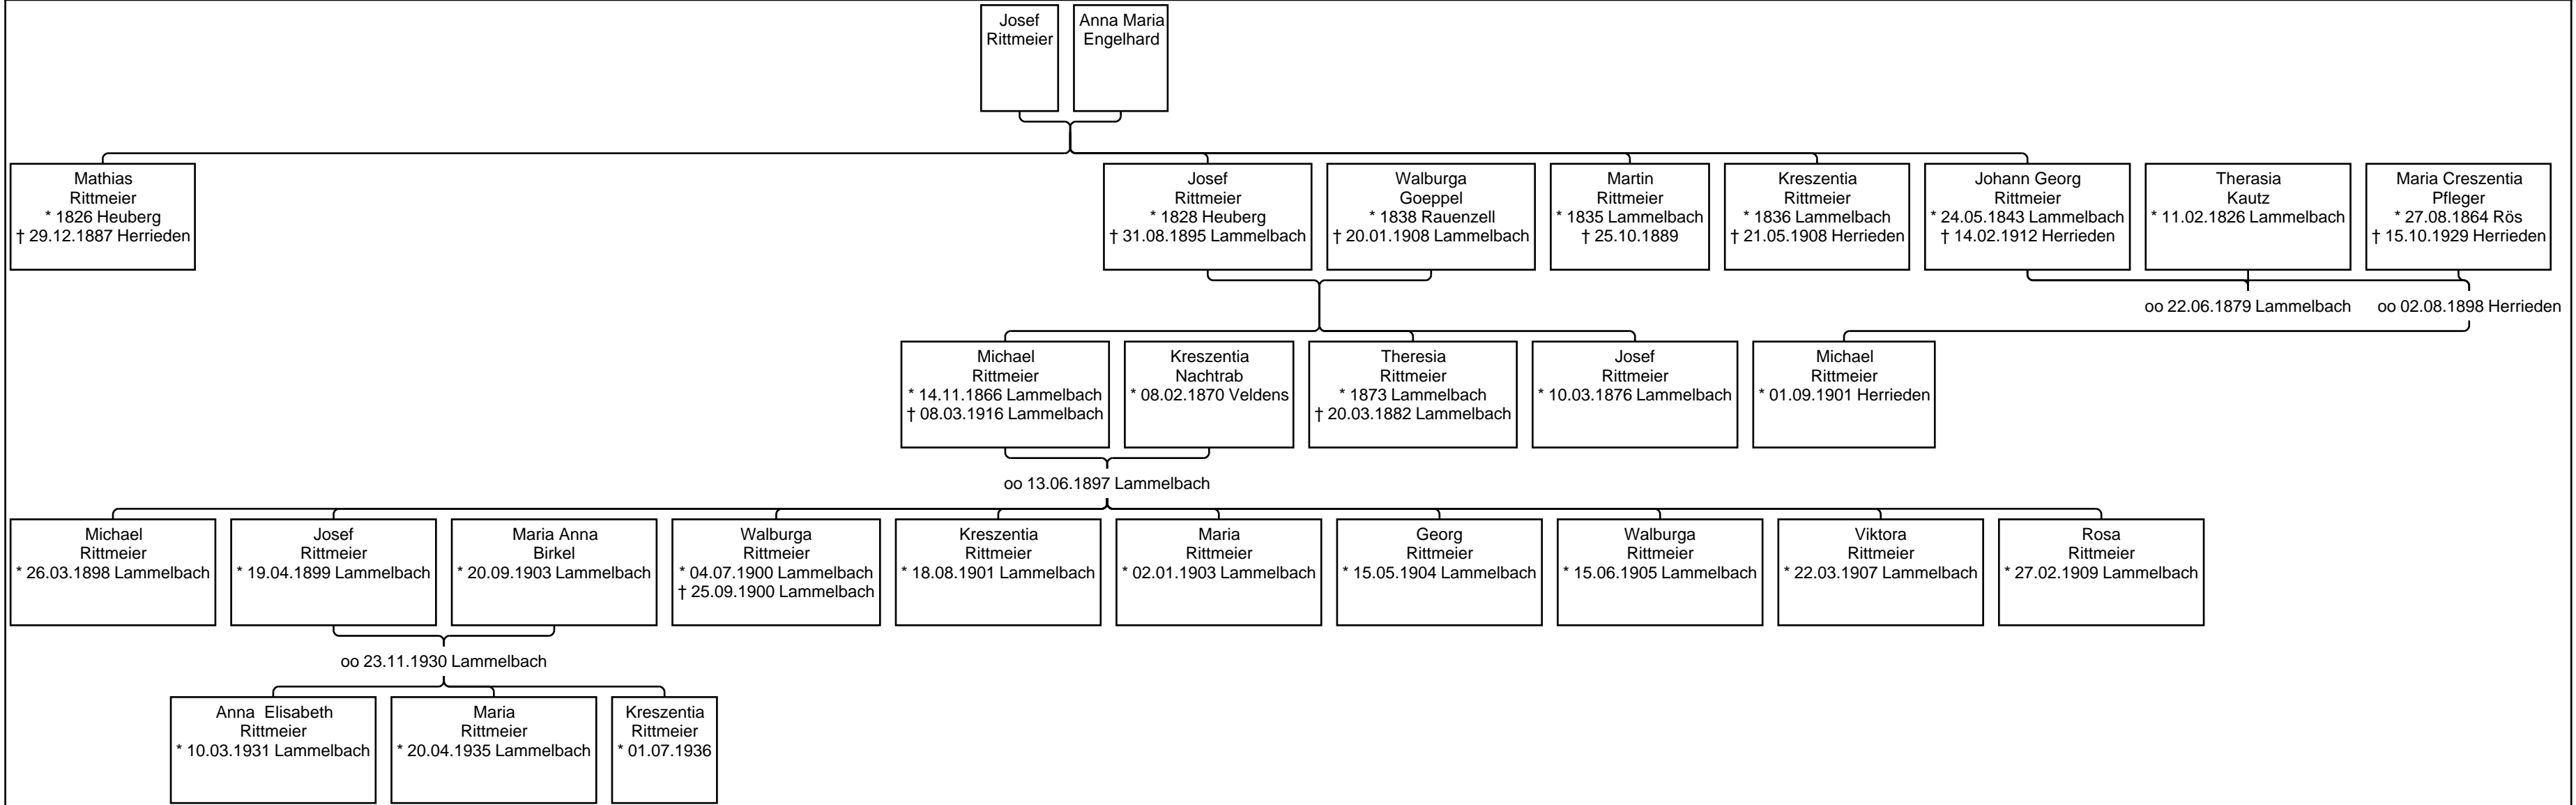 Josef
Rittmeier
Anna Maria
Engelhard
Mathias
Rittmeier
* 1826 Heuberg
† 29.12.1887 Herrieden
Josef
Rittmeier
* 1828 Heuberg
† 31.08.1895 Lammelbach
Walburga
Goeppel
* 1838 Rauenzell
† 20.01.1908 Lammelbach
Martin
Rittmeier
* 1835 Lammelbach
† 25.10.1889
Kreszentia
Rittmeier
* 1836 Lammelbach
† 21.05.1908 Herrieden
Johann Georg
Rittmeier
* 24.05.1843 Lammelbach
† 14.02.1912 Herrieden
Therasia
Kautz
* 11.02.1826 Lammelbach
Maria Creszentia
Pfleger
* 27.08.1864 Rös
† 15.10.1929 Herrieden
oo 22.06.1879 Lammelbach
oo 02.08.1898 Herrieden
Michael
Rittmeier
* 14.11.1866 Lammelbach
† 08.03.1916 Lammelbach
Kreszentia
Nachtrab
* 08.02.1870 Veldens
Theresia
Rittmeier
* 1873 Lammelbach
† 20.03.1882 Lammelbach
Josef
Rittmeier
* 10.03.1876 Lammelbach
Michael
Rittmeier
* 01.09.1901 Herrieden
oo 13.06.1897 Lammelbach
Michael
Rittmeier
* 26.03.1898 Lammelbach
Josef
Rittmeier
* 19.04.1899 Lammelbach
Maria Anna
Birkel
* 20.09.1903 Lammelbach
Walburga
Rittmeier
* 04.07.1900 Lammelbach
† 25.09.1900 Lammelbach
Kreszentia
Rittmeier
* 18.08.1901 Lammelbach
Maria
Rittmeier
* 02.01.1903 Lammelbach
Georg
Rittmeier
* 15.05.1904 Lammelbach
Walburga
Rittmeier
* 15.06.1905 Lammelbach
Viktora
Rittmeier
* 22.03.1907 Lammelbach
Rosa
Rittmeier
* 27.02.1909 Lammelbach
oo 23.11.1930 Lammelbach
Anna  Elisabeth
Rittmeier
* 10.03.1931 Lammelbach
Maria
Rittmeier
* 20.04.1935 Lammelbach
Kreszentia
Rittmeier
* 01.07.1936